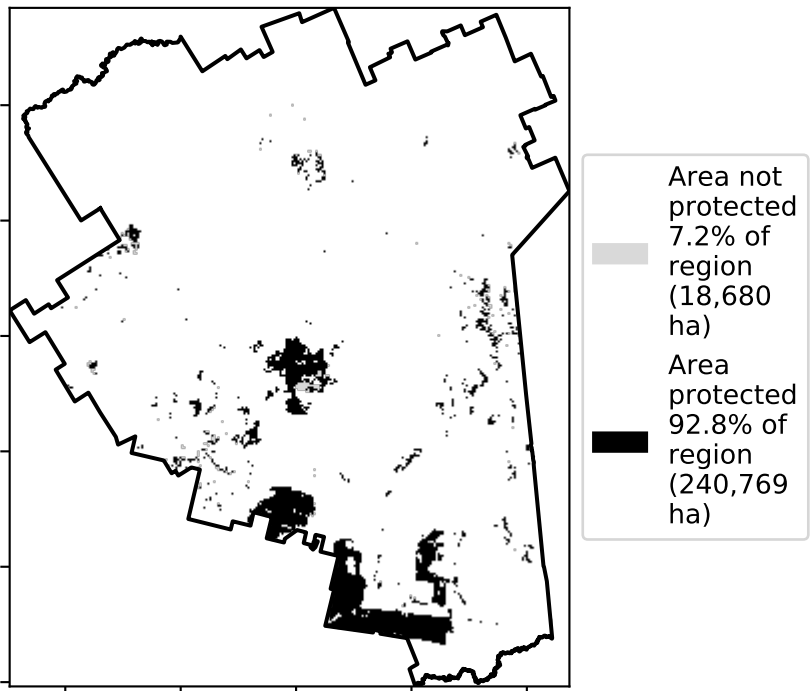 Area not
protected
7.2% of
region
(18,680
ha)
Area
protected
92.8% of
region
(240,769
ha)